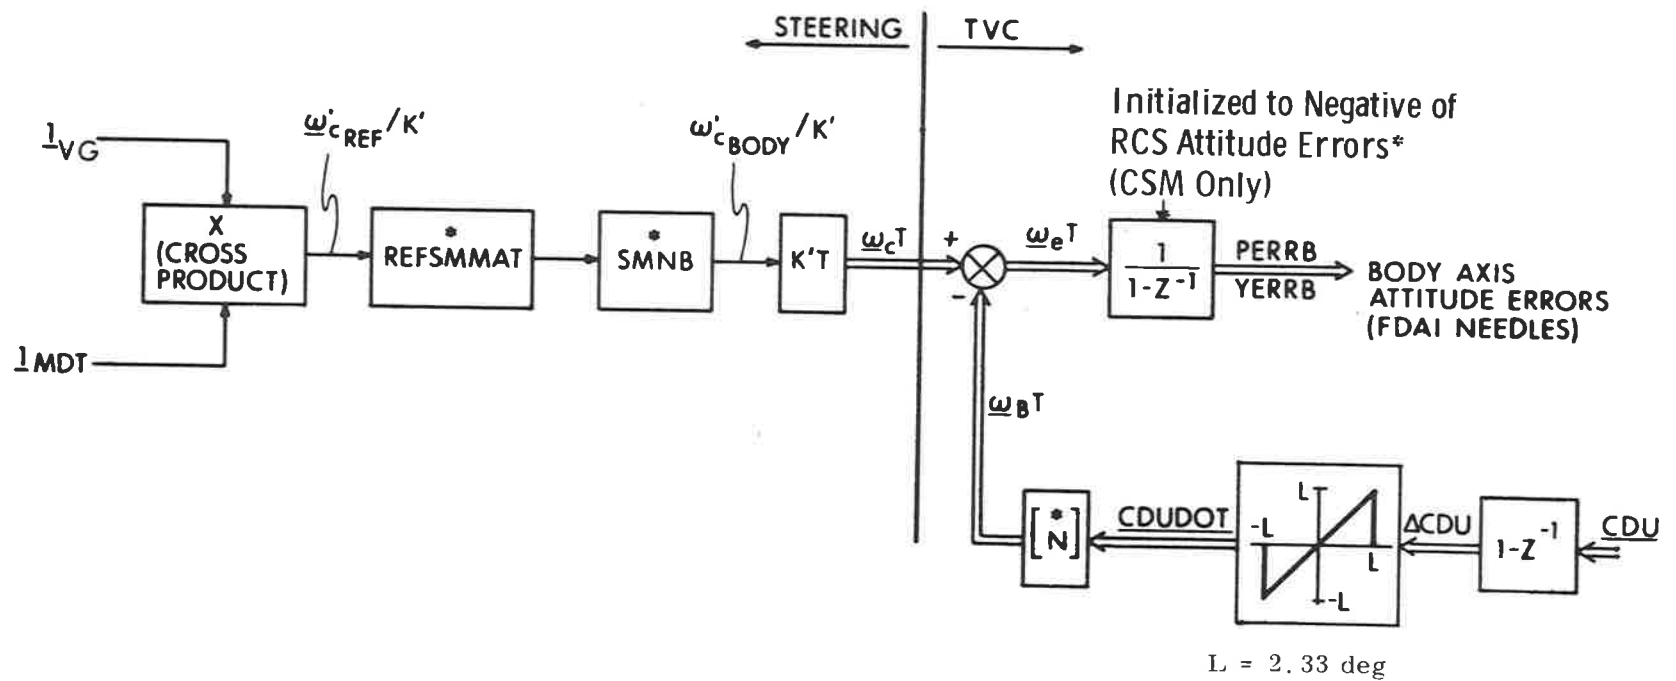 STEERING TVC
Initialized to Negative of
RCS Attitude Errors*
(CSM Only)
1VG
ω'cREF/K'
ω'cBODY/K'
X
(CROSS
PRODUCT)
*
REFSMMAT
*
SMNB
K'T
ωcT
+
-
ωeT
1
1-Z-1
PERRB
YERRB
BODY AXIS
ATTITUDE ERRORS
(FDAI NEEDLES)
1MDT
ωBT
[N]
*
CDUDOT
L
-L
L
-L
ΔCDU
1-Z-1
CDU
L = 2.33 deg